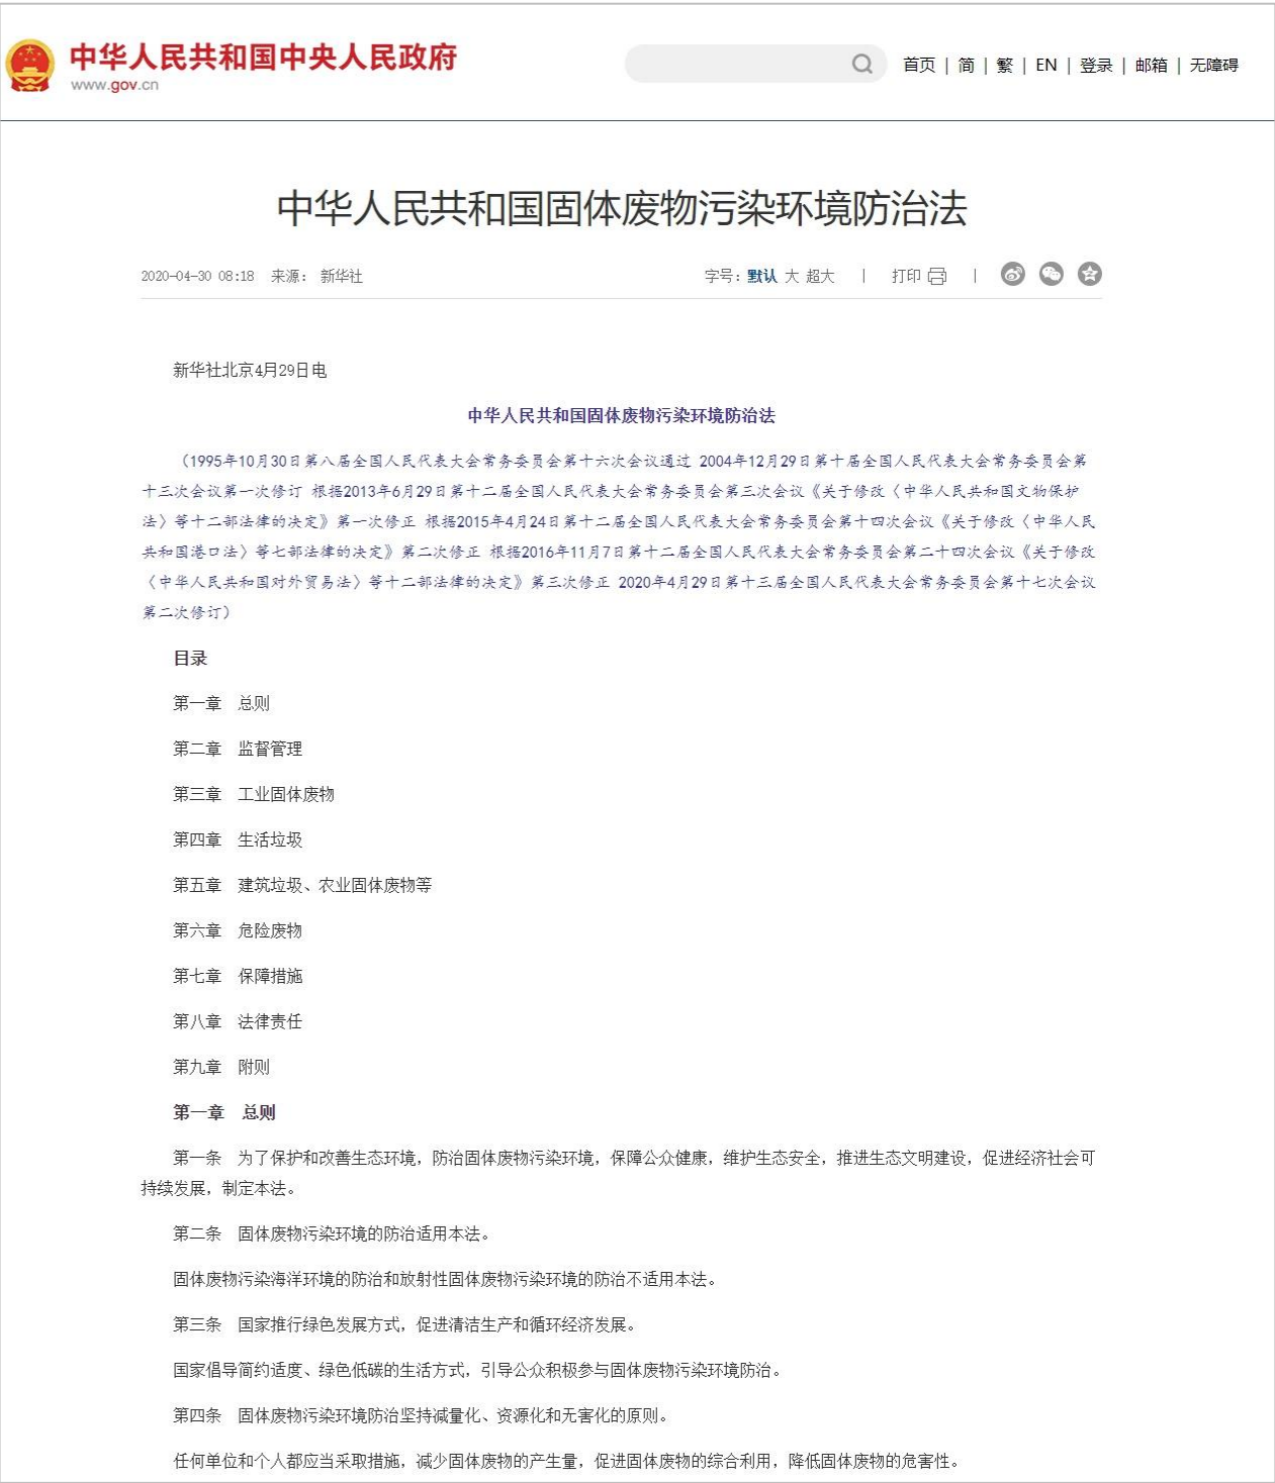 中华人民共和国中央人民政府
www.gov.cn
首页 | 简 | 繁 | EN | 登录 | 邮箱 | 无障碍
中华人民共和国固体废物污染环境防治法
2020-04-30 08:18 来源： 新华社
字号：默认 大 超大 | 打印 |
新华社北京4月29日电
中华人民共和国固体废物污染环境防治法
（1995年10月30日第八届全国人民代表大会常务委员会第十六次会议通过 2004年12月29日第十届全国人民代表大会常务委员会第
十三次会议第一次修订 根据2013年6月29日第十二届全国人民代表大会常务委员会第三次会议《关于修改〈中华人民共和国文物保护
法〉等十二部法律的决定》第一次修正 根据2015年4月24日第十二届全国人民代表大会常务委员会第十四次会议《关于修改〈中华人民
共和国港口法〉等七部法律的决定》第二次修正 根据2016年11月7日第十二届全国人民代表大会常务委员会第二十四次会议《关于修改
〈中华人民共和国对外贸易法〉等十二部法律的决定》第三次修正 2020年4月29日第十三届全国人民代表大会常务委员会第十七次会议
第二次修订）
目录
第一章 总则
第二章 监督管理
第三章 工业固体废物
第四章 生活垃圾
第五章 建筑垃圾、农业固体废物等
第六章 危险废物
第七章 保障措施
第八章 法律责任
第九章 附则
第一章 总则
第一条 为了保护和改善生态环境，防治固体废物污染环境，保障公众健康，维护生态安全，推进生态文明建设，促进经济社会可
持续发展，制定本法。
第二条 固体废物污染环境的防治适用本法。
固体废物污染海洋环境的防治和放射性固体废物污染环境的防治不适用本法。
第三条 国家推行绿色发展方式，促进清洁生产和循环经济发展。
国家倡导简约适度、绿色低碳的生活方式，引导公众积极参与固体废物污染环境防治。
第四条 固体废物污染环境防治坚持减量化、资源化和无害化的原则。
任何单位和个人都应当采取措施，减少固体废物的产生量，促进固体废物的综合利用，降低固体废物的危害性。